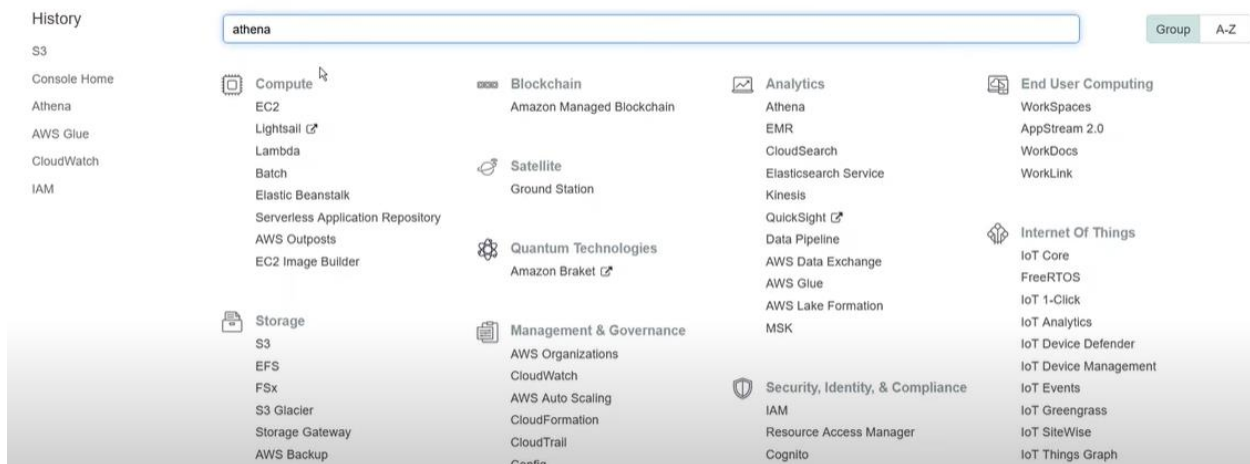 History
S3
Console Home
Athena
AWS Glue
CloudWatch
IAM
athena
Group
A-Z
Compute
EC2
Lightsail
Lambda
Batch
Elastic Beanstalk
Serverless Application Repository
AWS Outposts
EC2 Image Builder
Storage
S3
EFS
FSx
S3 Glacier
Storage Gateway
AWS Backup
Blockchain
Amazon Managed Blockchain
Satellite
Ground Station
Quantum Technologies
Amazon Braket
Management & Governance
AWS Organizations
CloudWatch
AWS Auto Scaling
CloudFormation
CloudTrail
Config
Analytics
Athena
EMR
CloudSearch
Elasticsearch Service
Kinesis
QuickSight
Data Pipeline
AWS Data Exchange
AWS Glue
AWS Lake Formation
MSK
Security, Identity, & Compliance
IAM
Resource Access Manager
Cognito
End User Computing
WorkSpaces
AppStream 2.0
WorkDocs
WorkLink
Internet Of Things
IoT Core
FreeRTOS
IoT 1-Click
IoT Analytics
IoT Device Defender
IoT Device Management
IoT Events
IoT Greengrass
IoT SiteWise
IoT Things Graph